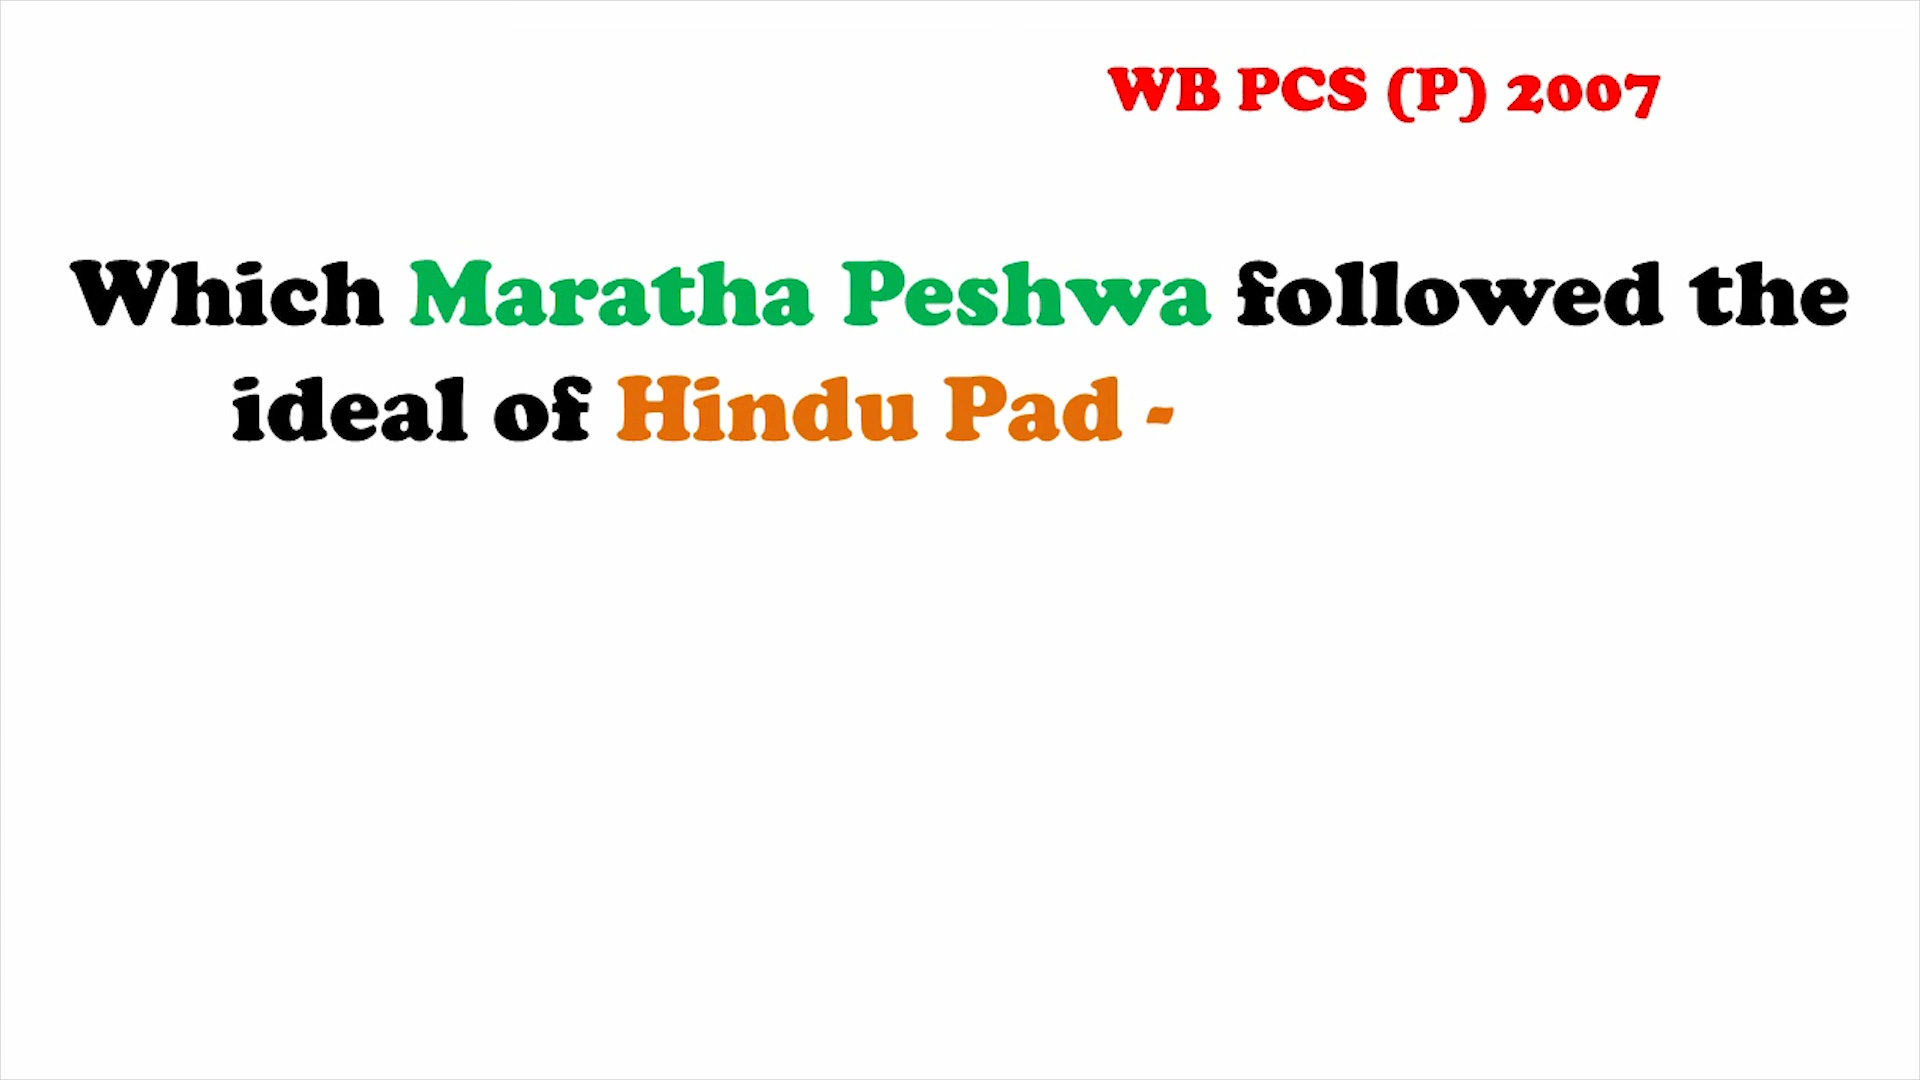 WB PCS (P) 2007
Which Maratha Peshwa followed the
ideal of Hindu Pad -